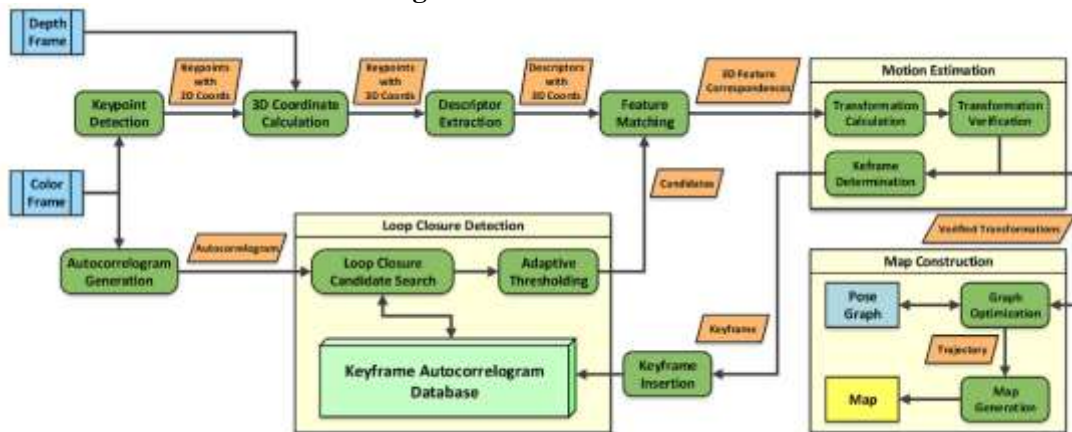 Depth
Frame
Keypoints
with
2D Coords
Keypoints
with
3D Coords
Descriptors
with
3D Coords
3D Feature
Correspondences
Motion Estimation
Keypoint
Detection
3D Coordinate
Calculation
Descriptor
Extraction
Feature
Matching
Transformation
Calculation
Transformation
Verification
Keframe
Determination
Color
Frame
Candidates
Autocorrelogram
Loop Closure Detection
Verified Transformations
Autocorrelogram
Generation
Loop Closure
Candidate Search
Adaptive
Thresholding
Map Construction
Pose
Graph
Graph
Optimization
Keyframe
Trajectory
Keyframe Autocorrelogram
Database
Keyframe
Insertion
Map
Map
Generation